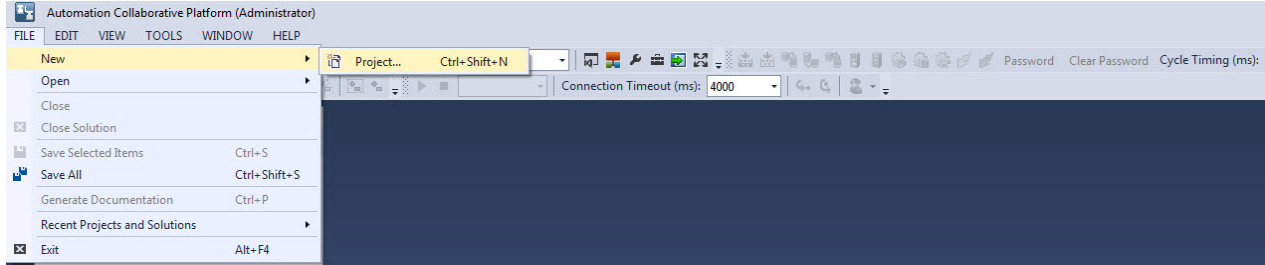 Automation Collaborative Platform (Administrator)
FILE EDIT VIEW TOOLS WINDOW HELP
New
Project... Ctrl+Shift+N
Password Clear Password Cycle Timing (ms):
Open
Connection Timeout (ms): 4000
Close
Close Solution
Save Selected Items Ctrl+S
Save All Ctrl+Shift+S
Generate Documentation Ctrl+P
Recent Projects and Solutions
Exit Alt+F4